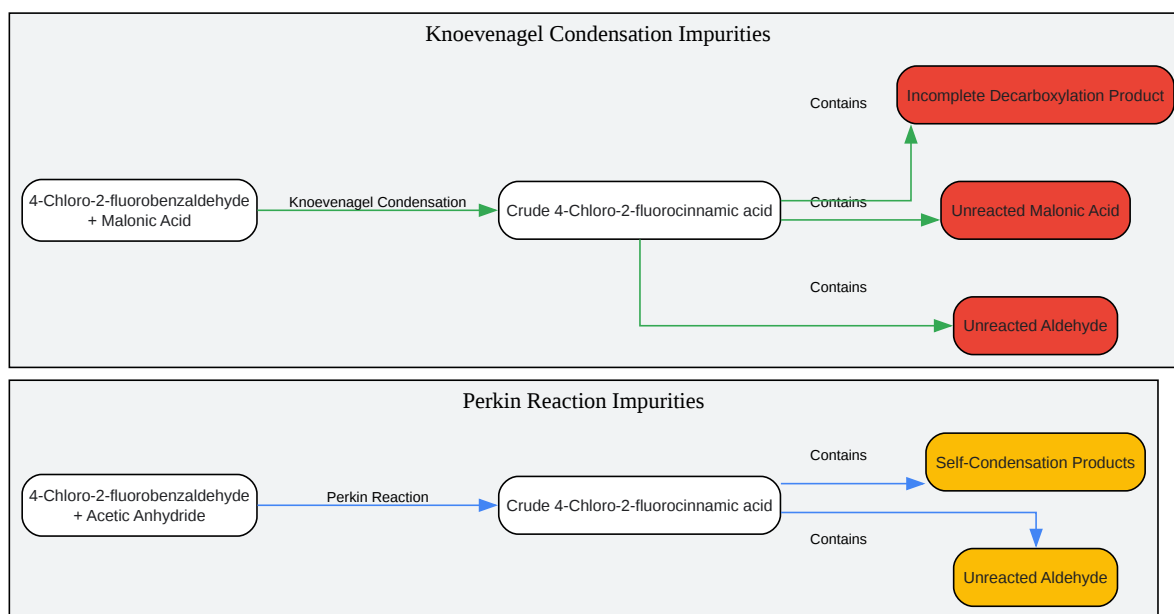 Knoevenagel Condensation Impurities
Contains
Incomplete Decarboxylation Product
4-Chloro-2-fluorobenzaldehyde
+ Malonic Acid
Knoevenagel Condensation
Crude 4-Chloro-2-fluorocinnamic acid
Contains
Unreacted Malonic Acid
Contains
Unreacted Aldehyde
Perkin Reaction Impurities
Contains
Self-Condensation Products
4-Chloro-2-fluorobenzaldehyde
+ Acetic Anhydride
Perkin Reaction
Crude 4-Chloro-2-fluorocinnamic acid
Contains
Unreacted Aldehyde